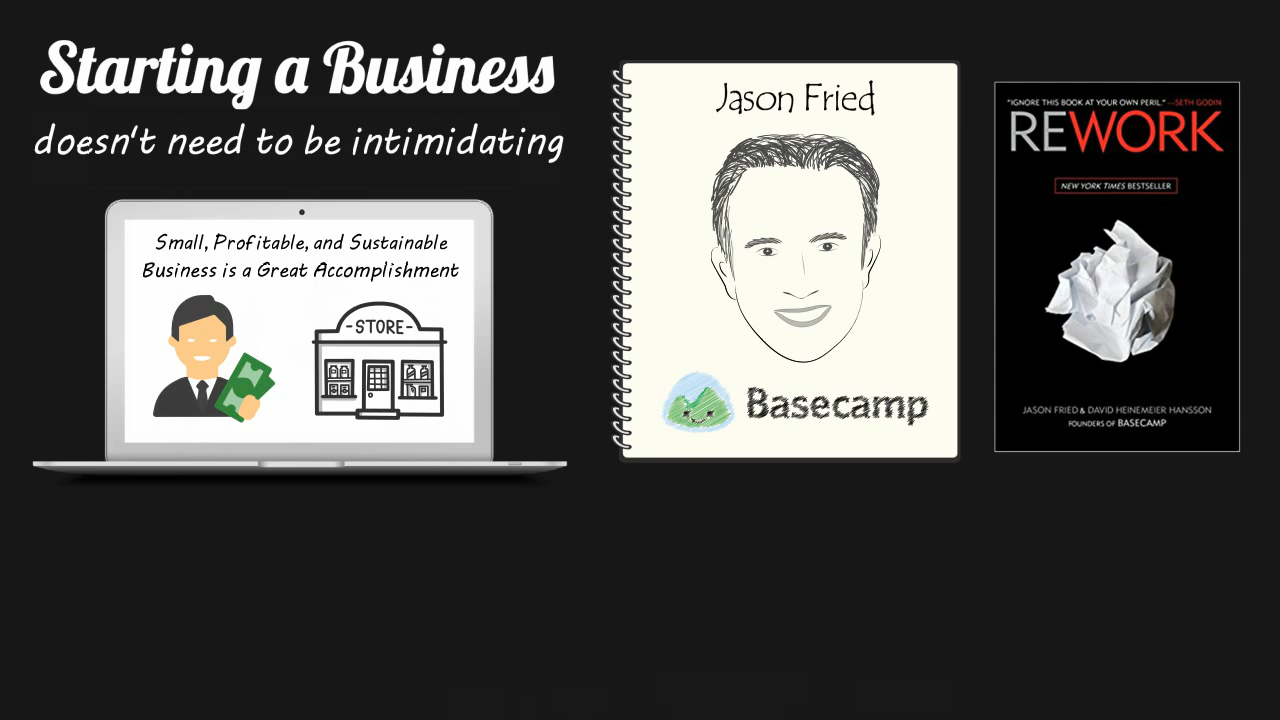 Starting a Business
doesn't need to be intimidating
Small, Profitable, and Sustainable
Business is a Great Accomplishment
-STORE-
Jason Fried
Basecamp
"IGNORE THIS BOOK AT YOUR OWN PERIL." —SETH GODIN
REWORK
NEW YORK TIMES BESTSELLER
JASON FRIED & DAVID HEINEMEIER HANSSON
FOUNDERS OF BASECAMP